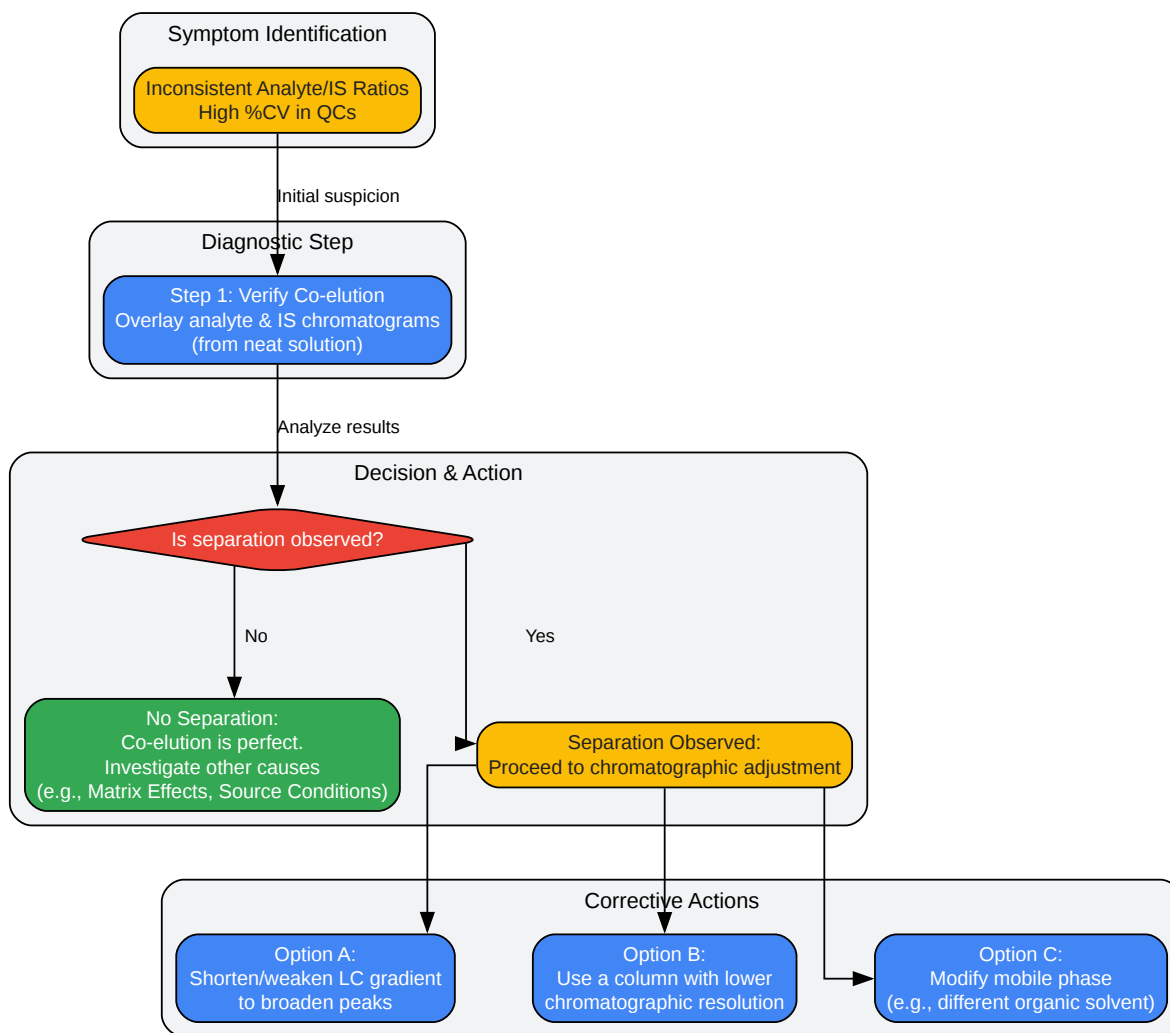 Symptom Identification
Inconsistent Analyte/IS Ratios
High %CV in QCs
Initial suspicion
Diagnostic Step
Step 1: Verify Co-elution
Overlay analyte & IS chromatograms
(from neat solution)
Analyze results
Decision & Action
Is separation observed?
No
Yes
No Separation:
Co-elution is perfect.
Investigate other causes
(e.g., Matrix Effects, Source Conditions)
Separation Observed:
Proceed to chromatographic adjustment
Corrective Actions
Option A:
Shorten/weaken LC gradient
to broaden peaks
Option B:
Use a column with lower
chromatographic resolution
Option C:
Modify mobile phase
(e.g., different organic solvent)